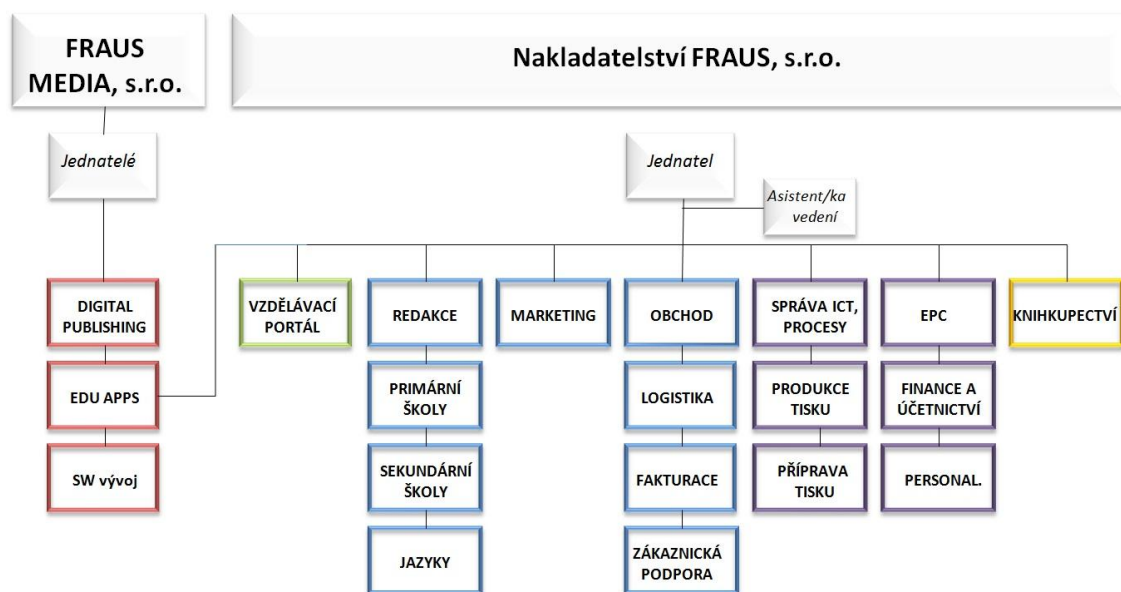 FRAUS
MEDIA, s.r.o.
Nakladatelství FRAUS, s.r.o.
Jednatelé
Jednatel
Asistent/ka
vedení
DIGITAL
PUBLISHING
VZDĚLÁVACÍ
PORTÁL
REDAKCE
MARKETING
OBCHOD
SPRÁVA ICT,
PROCESY
EPC
KNIHKUPECTVÍ
EDU APPS
PRIMÁRNÍ
ŠKOLY
LOGISTIKA
PRODUKCE
TISKU
FINANCE A
ÚČETNICTVÍ
SW vývoj
SEKUNDÁRNÍ
ŠKOLY
FAKTURACE
PŘÍPRAVA
TISKU
PERSONAL.
JAZYKY
ZÁKAZNICKÁ
PODPORA